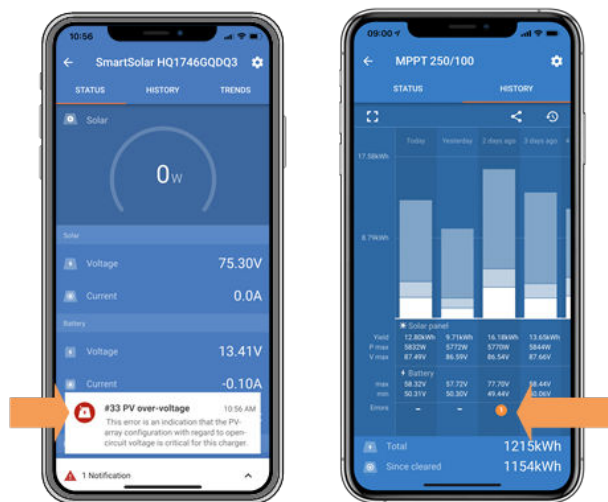 10:56
SmartSolar HQ1746GQDQ3
STATUS HISTORY TRENDS
Solar
0W
Solar
Voltage 75.30V
Current 0.0A
Battery
Voltage 13.41V
Current -0.10A
#33 PV over-voltage 10:56 AM
This error is an indication that the PV-
array configuration with regard to open-
circuit voltage is critical for this charger.
1 Notification
09:00
MPPT 250/100
STATUS HISTORY
Today Yesterday 2 days ago 3 days ago 4
17.58kWh
8.79kWh
Solar panel
Yield 12.80kWh 9.71kWh 16.18kWh 13.65kWh
P max 5832W 5772W 5770W 5844W
V max 87.49V 86.59V 86.54V 87.66V
Battery
max 58.32V 57.72V 77.70V 58.44V
min 50.31V 50.30V 49.44V 50.06V
Errors – – 1
Total 1215kWh
Since cleared 1154kWh